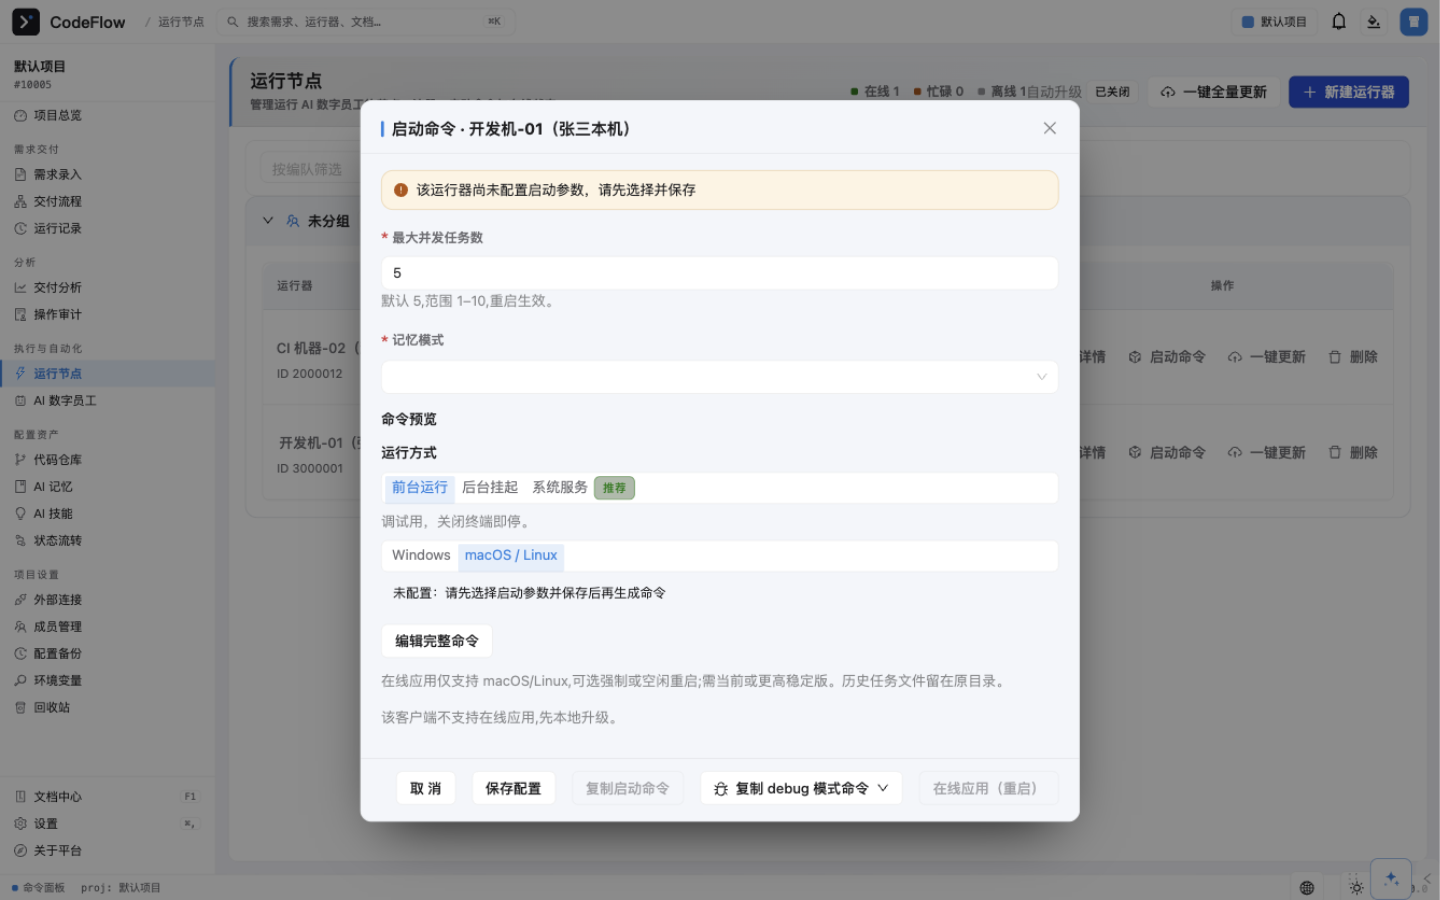 CodeFlow / 运行节点 搜索需求、运行器、文档... ⌘K 默认项目
默认项目
#10005
项目总览
需求交付
需求录入
交付流程
运行记录
分析
交付分析
操作审计
执行与自动化
运行节点
AI 数字员工
配置资产
代码仓库
AI 记忆
AI 技能
状态流转
项目设置
外部连接
成员管理
配置备份
环境变量
回收站
文档中心 F1
设置 ⌘,
关于平台
运行节点
管理运行 AI 数字员工
在线 1 忙碌 0 离线 1 自动升级 已关闭 一键全量更新 新建运行器
按编队筛选
未分组
运行器 操作
CI 机器-02（
ID 2000012
详情 启动命令 一键更新 删除
开发机-01（
ID 3000001
详情 启动命令 一键更新 删除
启动命令 · 开发机-01（张三本机）
该运行器尚未配置启动参数，请先选择并保存
* 最大并发任务数
5
默认 5,范围 1–10,重启生效。
* 记忆模式
命令预览
运行方式
前台运行 后台挂起 系统服务 推荐
调试用，关闭终端即停。
Windows macOS / Linux
未配置：请先选择启动参数并保存后再生成命令
编辑完整命令
在线应用仅支持 macOS/Linux,可选强制或空闲重启;需当前或更高稳定版。历史任务文件留在原目录。
该客户端不支持在线应用,先本地升级。
取 消 保存配置 复制启动命令 复制 debug 模式命令 在线应用（重启）
命令面板 proj: 默认项目